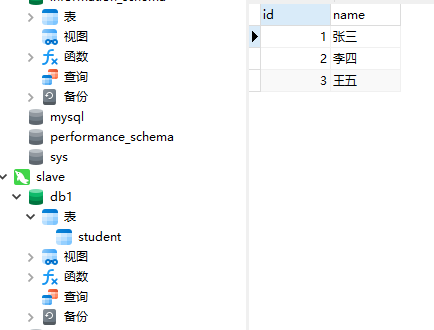 information_schema
表
视图
函数
查询
备份
mysql
performance_schema
sys
slave
db1
表
student
视图
函数
查询
备份
id name
1 张三
2 李四
3 王五